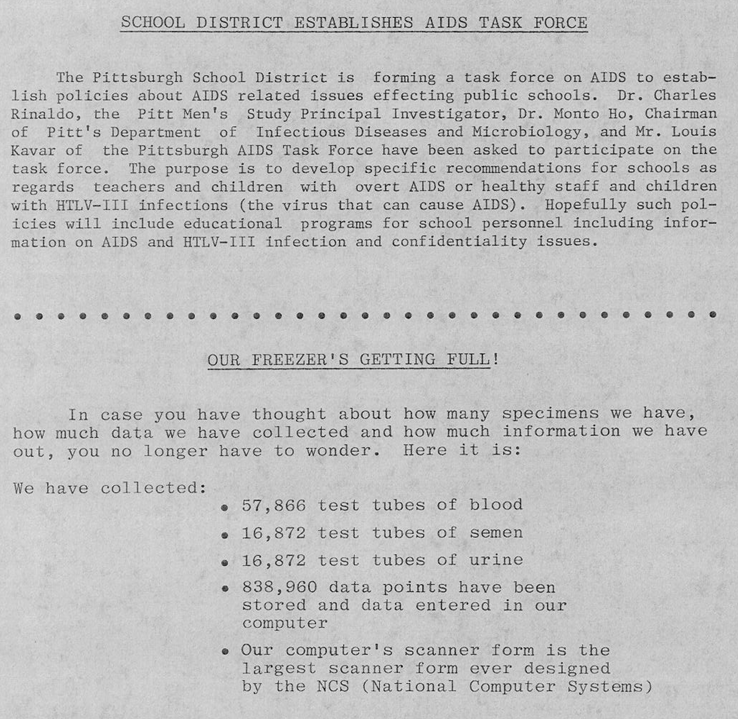 SCHOOL DISTRICT ESTABLISHES AIDS TASK FORCE
The Pittsburgh School District is forming a task force on AIDS to estab-
lish policies about AIDS related issues effecting public schools. Dr. Charles
Rinaldo, the Pitt Men's Study Principal Investigator, Dr. Monto Ho, Chairman
of Pitt's Department of Infectious Diseases and Microbiology, and Mr. Louis
Kavar of the Pittsburgh AIDS Task Force have been asked to participate on the
task force. The purpose is to develop specific recommendations for schools as
regards teachers and children with overt AIDS or healthy staff and children
with HTLV-III infections (the virus that can cause AIDS). Hopefully such pol-
icies will include educational programs for school personnel including infor-
mation on AIDS and HTLV-III infection and confidentiality issues.
OUR FREEZER'S GETTING FULL!
In case you have thought about how many specimens we have,
how much data we have collected and how much information we have
out, you no longer have to wonder. Here it is:
We have collected:
• 57,866 test tubes of blood
• 16,872 test tubes of semen
• 16,872 test tubes of urine
• 838,960 data points have been
stored and data entered in our
computer
• Our computer's scanner form is the
largest scanner form ever designed
by the NCS (National Computer Systems)